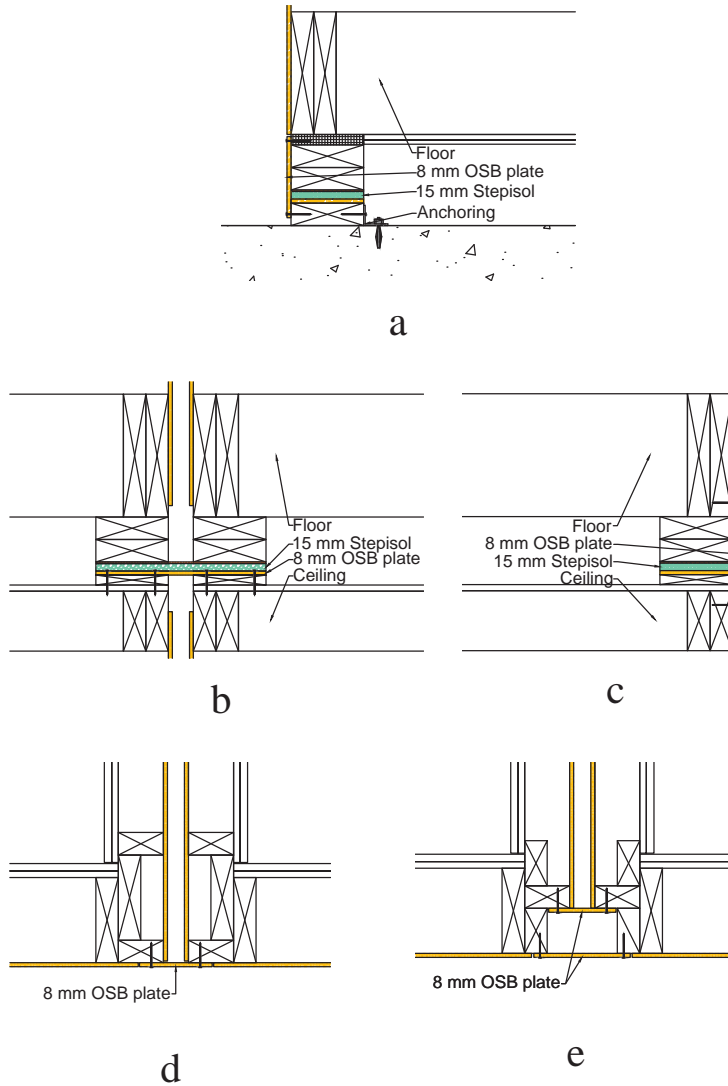 Floor
8 mm OSB plate
15 mm Stepisol
Anchoring
a
Floor
15 mm Stepisol
8 mm OSB plate
Ceiling
b
Floor
8 mm OSB plate
15 mm Stepisol
Ceiling
c
8 mm OSB plate
d
8 mm OSB plate
e